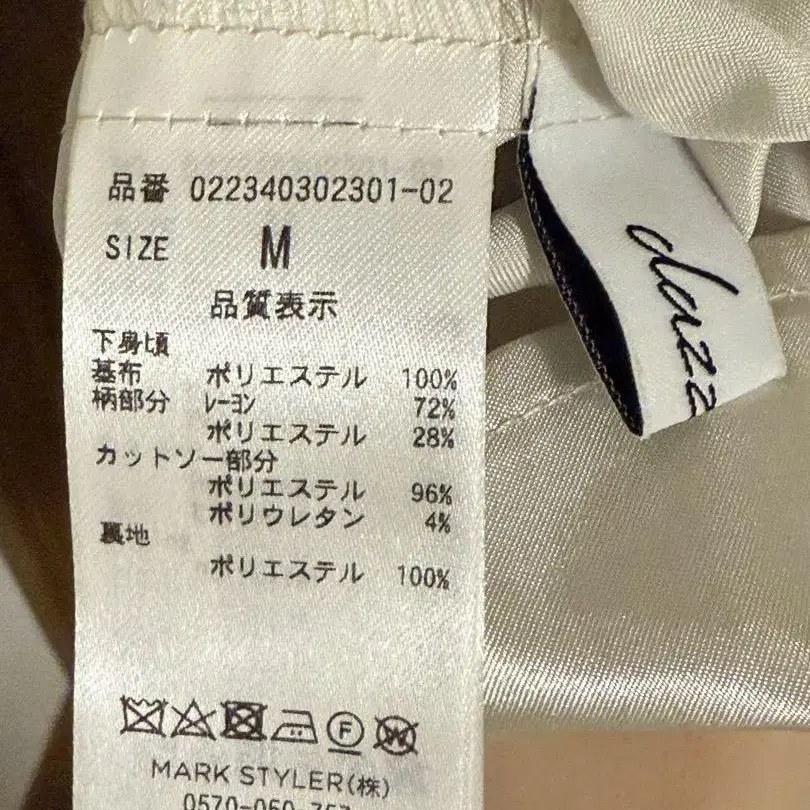 品番 022340302301-02
SIZE M
品質表示
下身頃
基布 ポリエステル 100%
柄部分 レーヨン 72%
ポリエステル 28%
カットソー部分
ポリエステル 96%
ポリウレタン 4%
裏地
ポリエステル 100%
F
W
MARK STYLER(株)
dazz